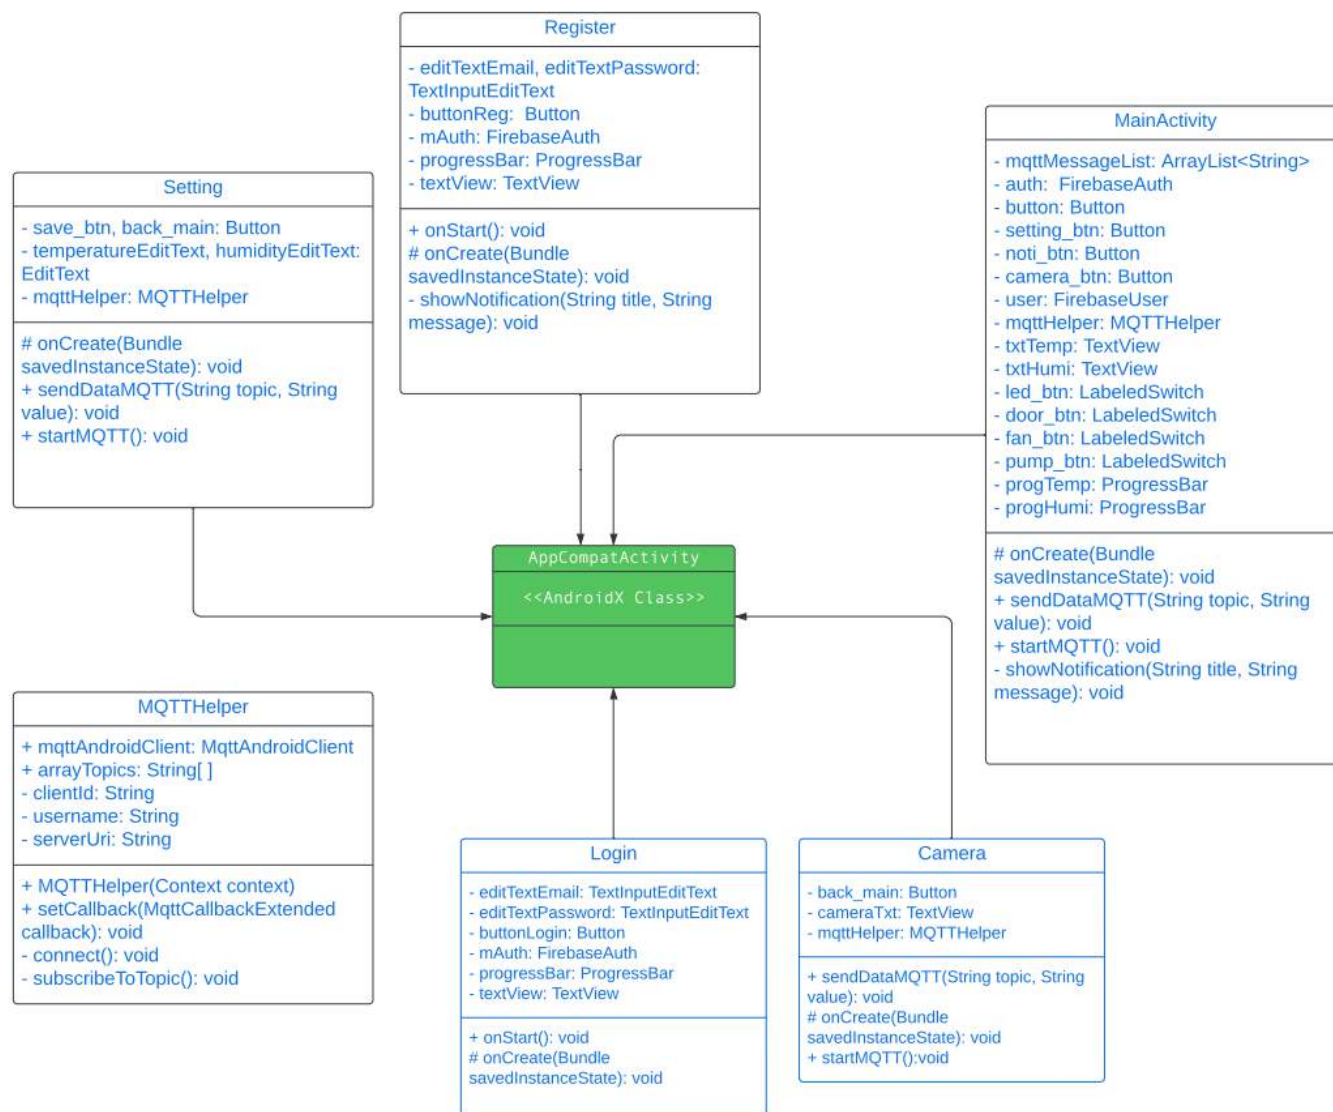 Register
- editTextEmail, editTextPassword:
TextInputEditText
- buttonReg:  Button
- mAuth: FirebaseAuth
- progressBar: ProgressBar
- textView: TextView
+ onStart(): void
# onCreate(Bundle
savedInstanceState): void
- showNotification(String title, String
message): void
MainActivity
- mqttMessageList: ArrayList<String>
- auth:  FirebaseAuth
- button: Button
- setting_btn: Button
- noti_btn: Button
- camera_btn: Button
- user: FirebaseUser
- mqttHelper: MQTTHelper
- txtTemp: TextView
- txtHumi: TextView
- led_btn: LabeledSwitch
- door_btn: LabeledSwitch
- fan_btn: LabeledSwitch
- pump_btn: LabeledSwitch
- progTemp: ProgressBar
- progHumi: ProgressBar
# onCreate(Bundle
savedInstanceState): void
+ sendDataMQTT(String topic, String
value): void
+ startMQTT(): void
- showNotification(String title, String
message): void
Setting
- save_btn, back_main: Button
- temperatureEditText, humidityEditText:
EditText
- mqttHelper: MQTTHelper
# onCreate(Bundle
savedInstanceState): void
+ sendDataMQTT(String topic, String
value): void
+ startMQTT(): void
AppCompatActivity
<<AndroidX Class>>
MQTTHelper
+ mqttAndroidClient: MqttAndroidClient
+ arrayTopics: String[ ]
- clientId: String
- username: String
- serverUri: String
+ MQTTHelper(Context context)
+ setCallback(MqttCallbackExtended
callback): void
- connect(): void
- subscribeToTopic(): void
Login
- editTextEmail: TextInputEditText
- editTextPassword: TextInputEditText
- buttonLogin: Button
- mAuth: FirebaseAuth
- progressBar: ProgressBar
- textView: TextView
+ onStart(): void
# onCreate(Bundle
savedInstanceState): void
Camera
- back_main: Button
- cameraTxt: TextView
- mqttHelper: MQTTHelper
+ sendDataMQTT(String topic, String
value): void
# onCreate(Bundle
savedInstanceState): void
+ startMQTT():void